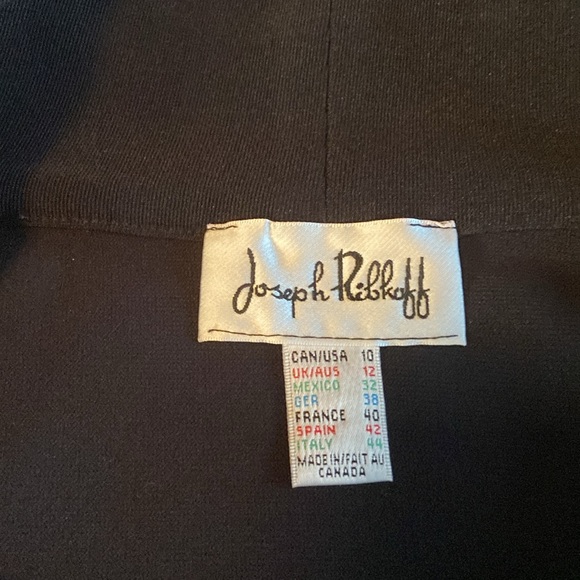 Joseph Ribkoff
CAN/USA 10
UK/AUS 12
MEXICO 32
GER 38
FRANCE 40
SPAIN 42
ITALY 44
MADE IN/FAIT AU
CANADA